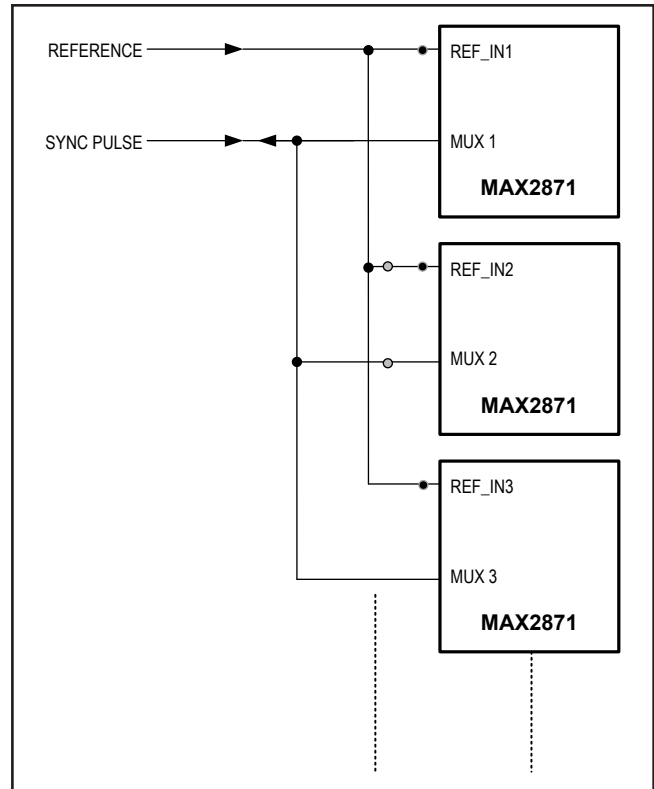 REFERENCE
REF_IN1
SYNC PULSE
MUX 1
MAX2871
REF_IN2
MUX 2
MAX2871
REF_IN3
MUX 3
MAX2871